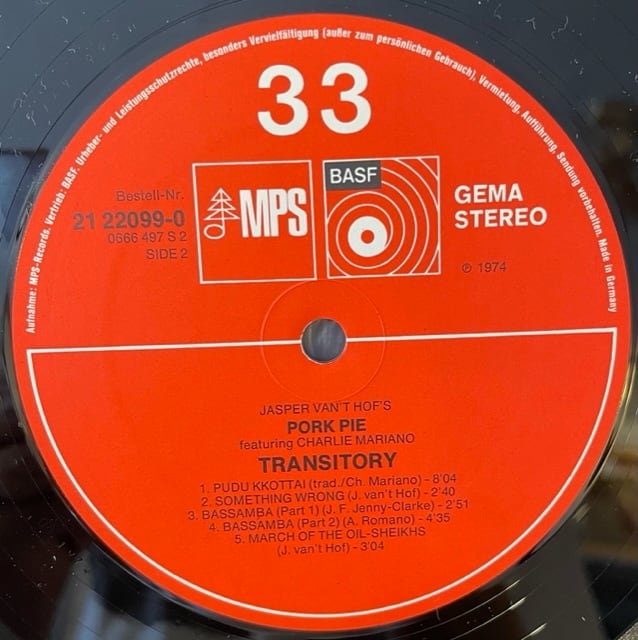 Aufnahme: MPS-Records. Vertrieb: BASF. Urheber- und Leistungsschutzrechte, besonders Vervielfältigung (außer zum persönlichen Gebrauch), Vermietung, Aufführung, Sendung vorbehalten. Made in Germany
33
Bestell-Nr.
21 22099-0
0666 497 S 2
SIDE 2
MPS
BASF
GEMA
STEREO
℗ 1974
JASPER VAN'T HOF'S
PORK PIE
featuring CHARLIE MARIANO
TRANSITORY
1. PUDU KKOTTAI (trad./Ch. Mariano) - 8'04
2. SOMETHING WRONG (J. van't Hof) - 2'40
3. BASSAMBA (Part 1) (J. F. Jenny-Clarke) - 2'51
4. BASSAMBA (Part 2) (A. Romano) - 4'35
5. MARCH OF THE OIL-SHEIKHS
(J. van't Hof) - 3'04